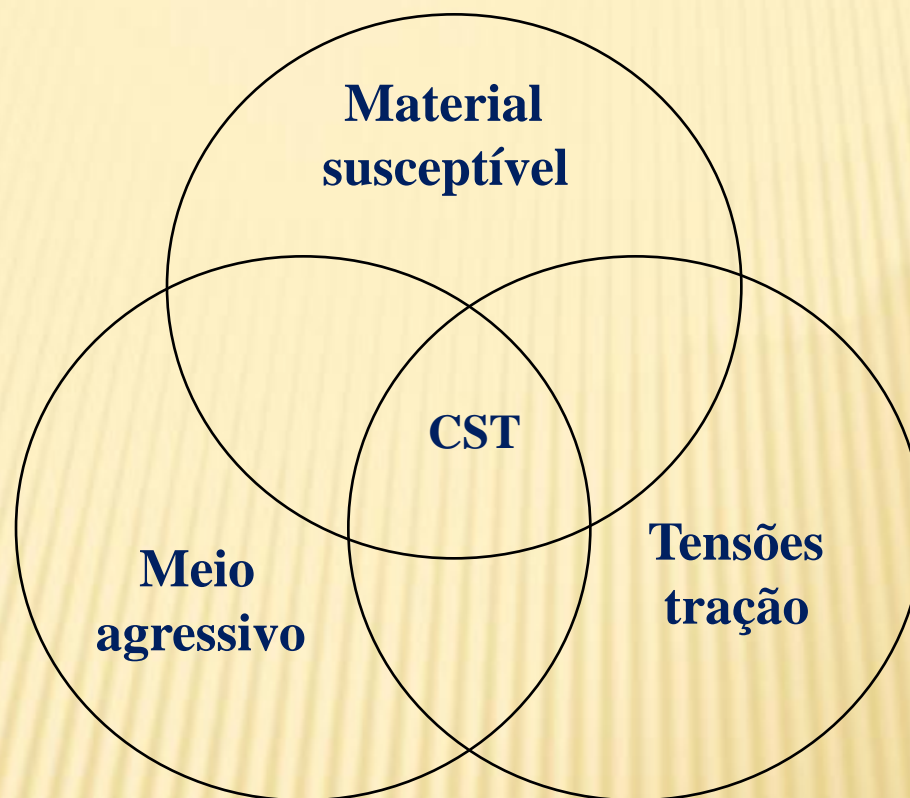 Material
susceptível
CST
Meio
agressivo
Tensões
tração